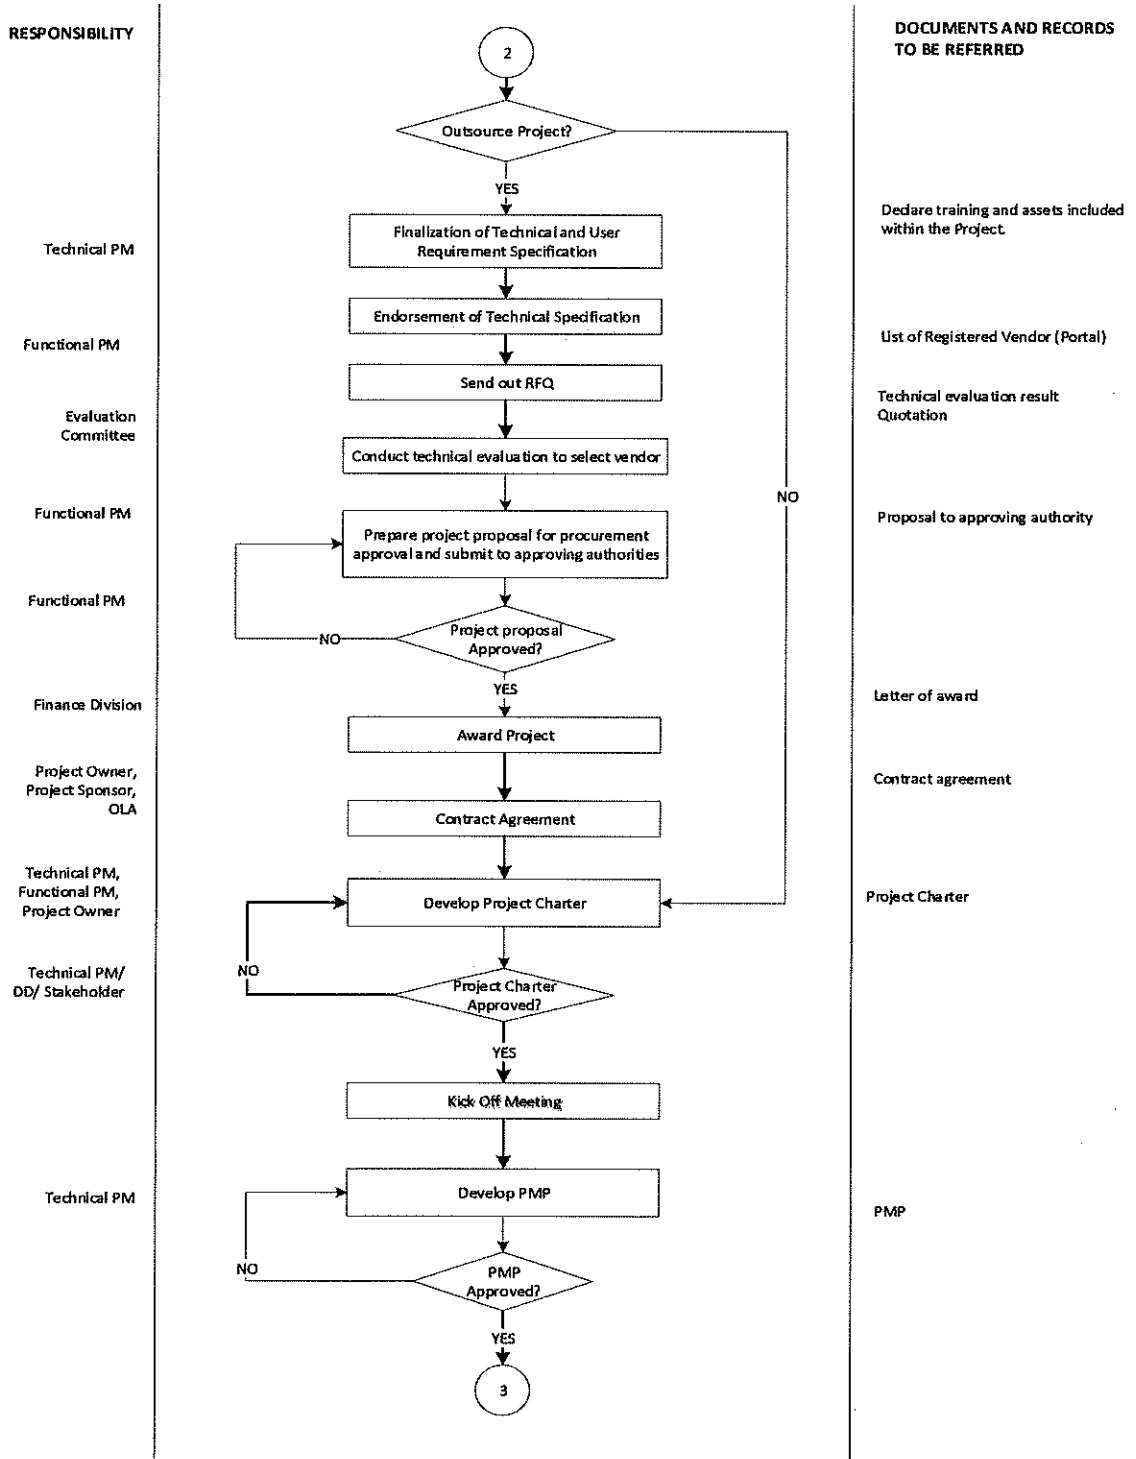 RESPONSIBILITY
DOCUMENTS AND RECORDS
TO BE REFERRED
2
Outsource Project?
YES
NO
Technical PM
Finalization of Technical and User
Requirement Specification
Declare training and assets included
within the Project.
Endorsement of Technical Specification
Functional PM
List of Registered Vendor (Portal)
Send out RFQ
Evaluation
Committee
Technical evaluation result
Quotation
Conduct technical evaluation to select vendor
Functional PM
Prepare project proposal for procurement
approval and submit to approving authorities
Proposal to approving authority
Functional PM
Project proposal
Approved?
NO
YES
Finance Division
Letter of award
Award Project
Project Owner,
Project Sponsor,
OLA
Contract agreement
Contract Agreement
Technical PM,
Functional PM,
Project Owner
Develop Project Charter
Project Charter
Technical PM/
DD/ Stakeholder
NO
Project Charter
Approved?
YES
Kick Off Meeting
Technical PM
Develop PMP
PMP
NO
PMP
Approved?
YES
3